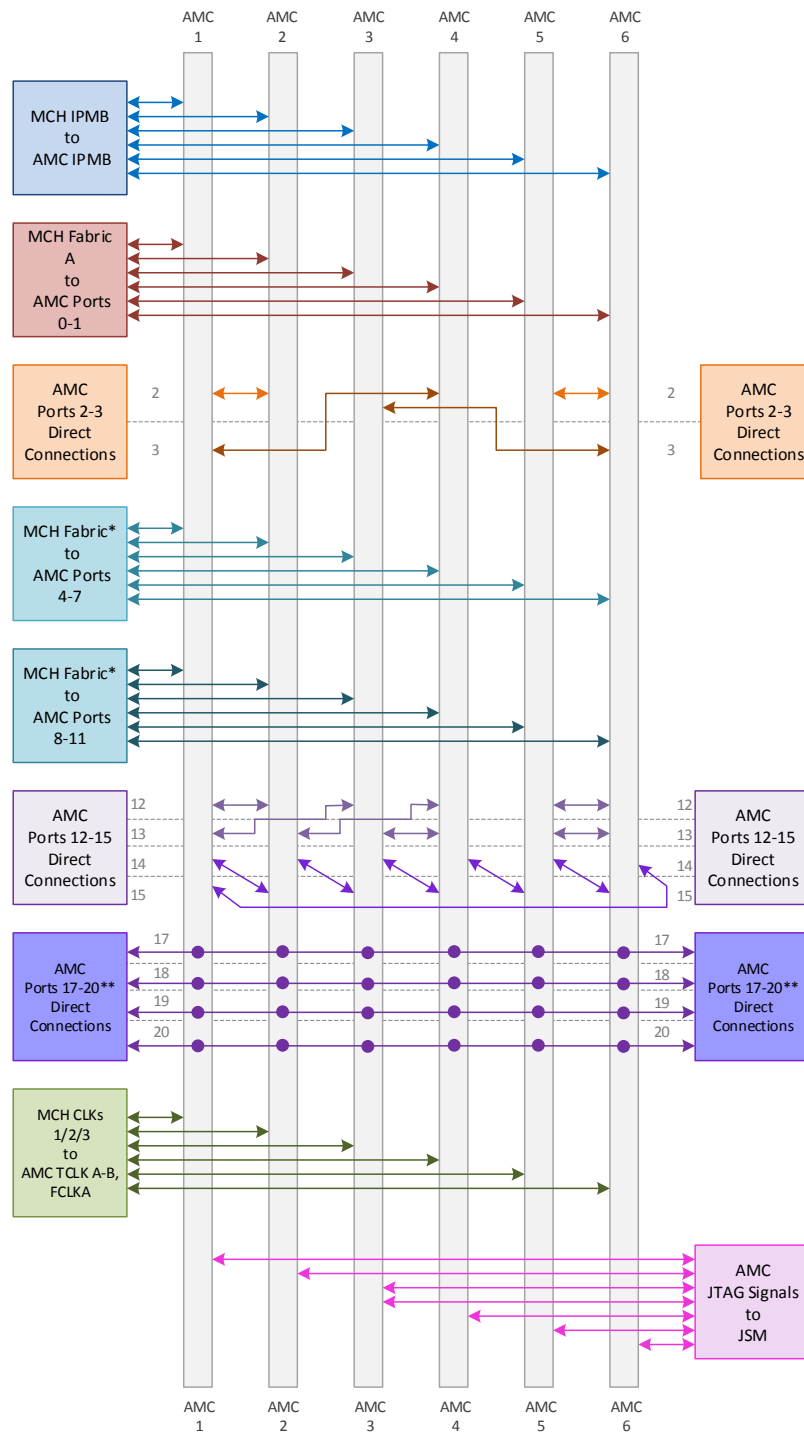 AMC
1
AMC
2
AMC
3
AMC
4
AMC
5
AMC
6
MCH IPMB
to
AMC IPMB
MCH Fabric
A
to
AMC Ports
0-1
AMC
Ports 2-3
Direct
Connections
2
3
2
3
AMC
Ports 2-3
Direct
Connections
MCH Fabric*
to
AMC Ports
4-7
MCH Fabric*
to
AMC Ports
8-11
AMC
Ports 12-15
Direct
Connections
12
13
14
15
12
13
14
15
AMC
Ports 12-15
Direct
Connections
AMC
Ports 17-20**
Direct
Connections
17
18
19
20
17
18
19
20
AMC
Ports 17-20**
Direct
Connections
MCH CLKs
1/2/3
to
AMC TCLK A-B,
FCLKA
AMC
JTAG Signals
to
JSM
AMC
1
AMC
2
AMC
3
AMC
4
AMC
5
AMC
6